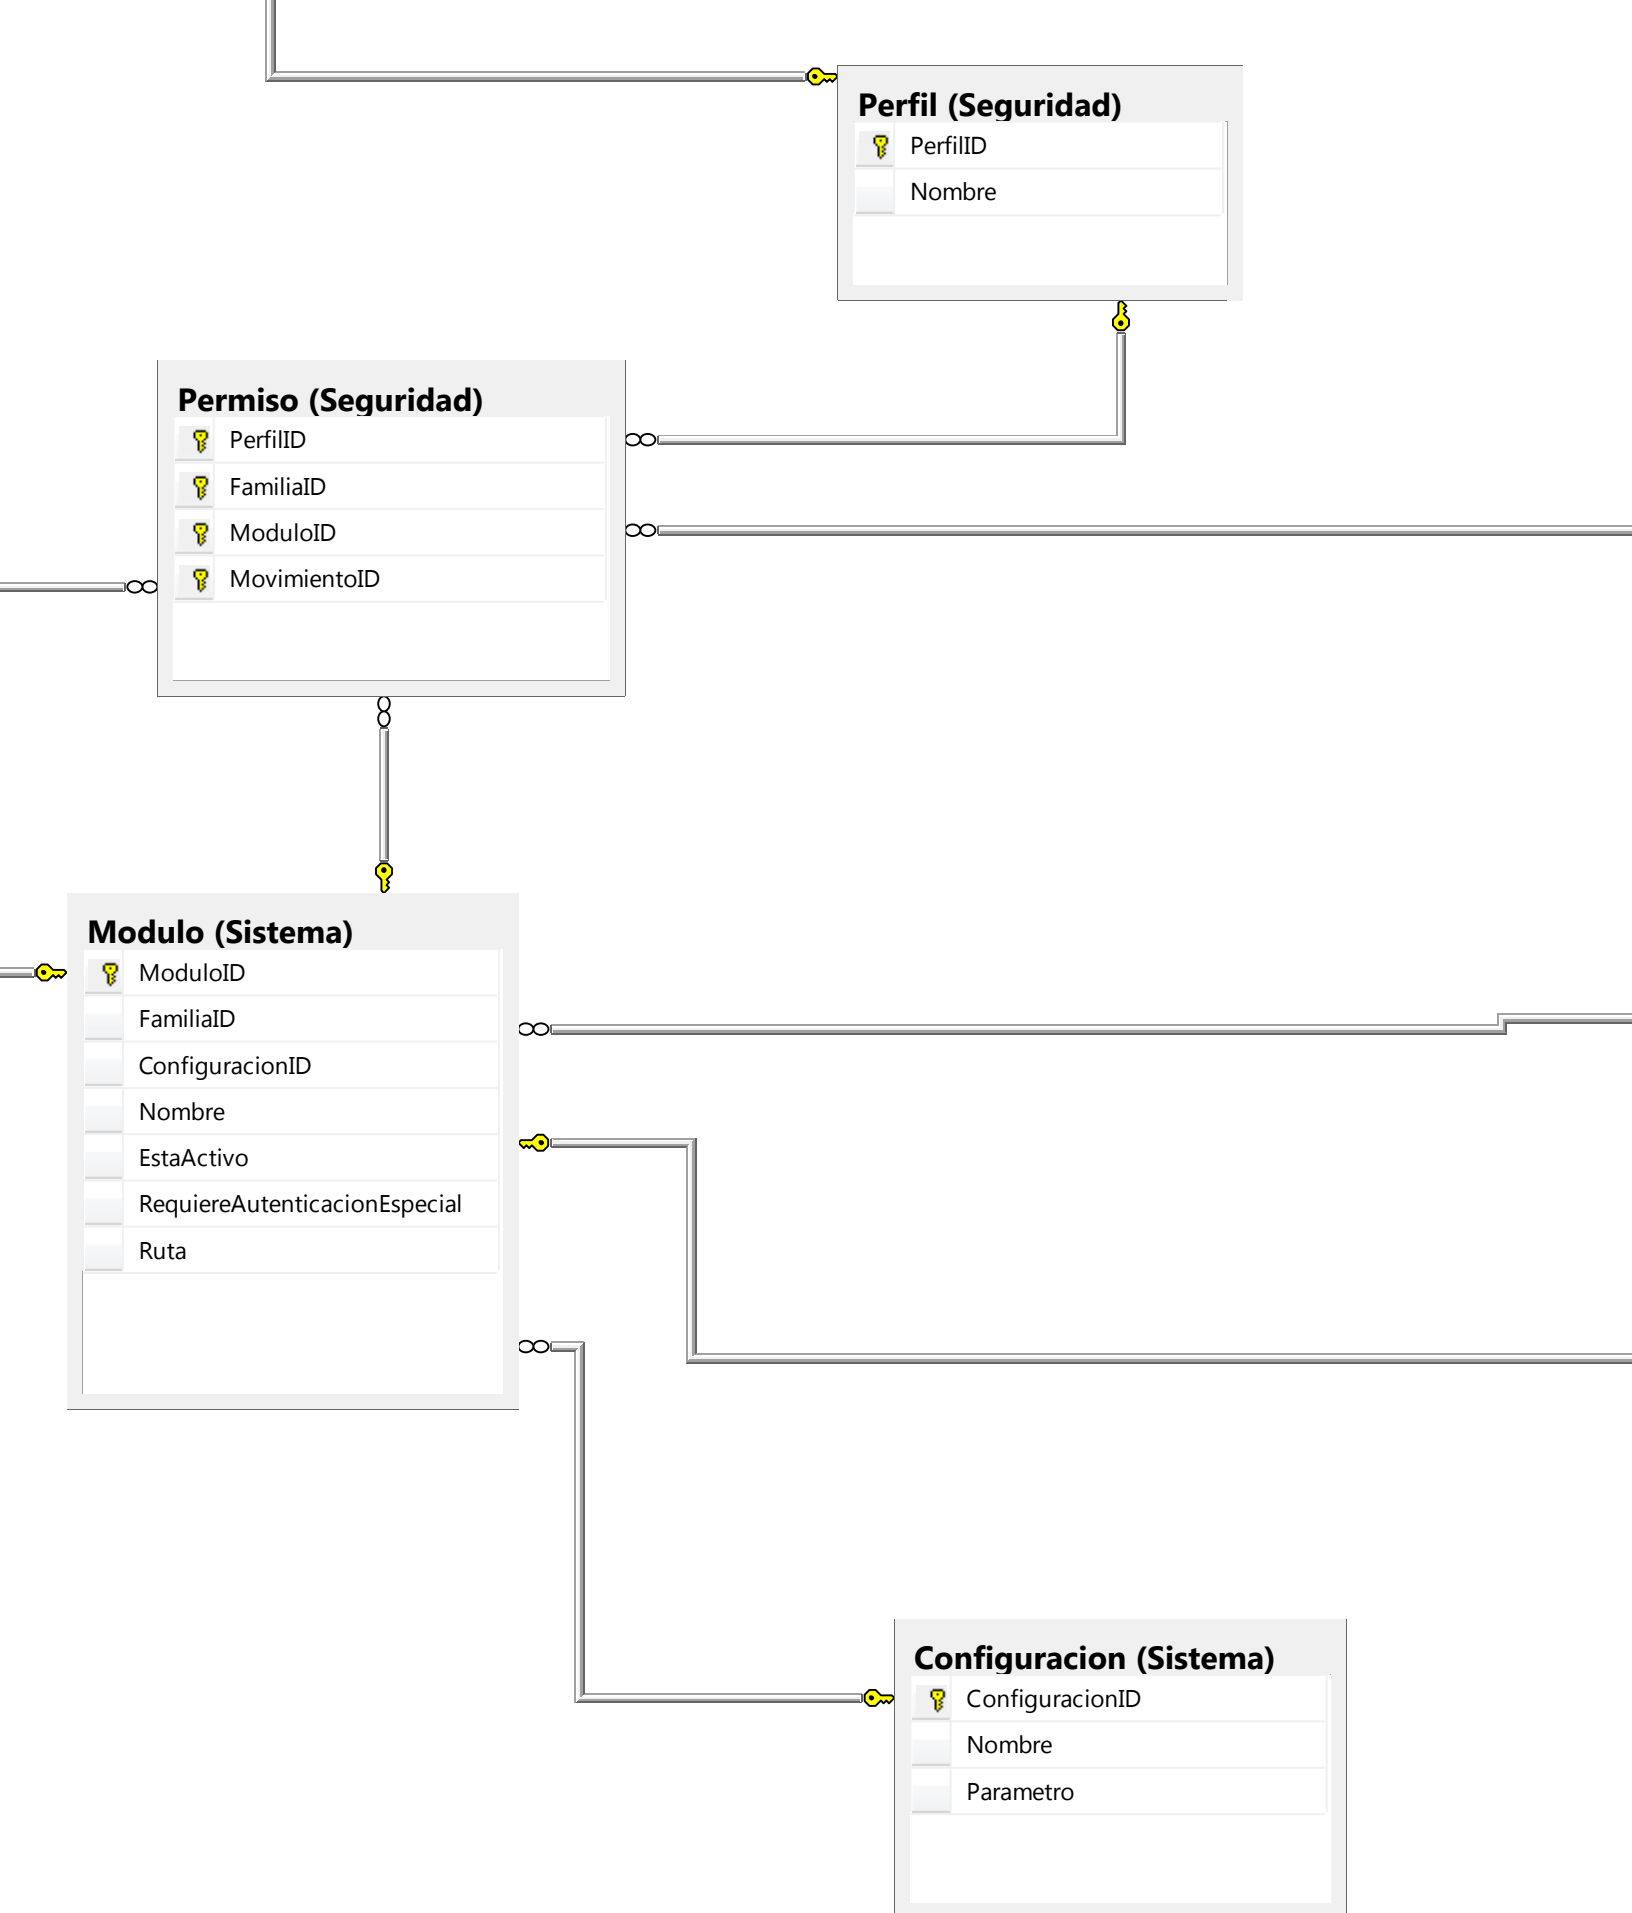 Perfil (Seguridad)
PerfilID
Nombre
Permiso (Seguridad)
PerfilID
FamiliaID
ModuloID
MovimientoID
Modulo (Sistema)
ModuloID
FamiliaID
ConfiguracionID
Nombre
EstaActivo
RequiereAutenticacionEspecial
Ruta
Configuracion (Sistema)
ConfiguracionID
Nombre
Parametro